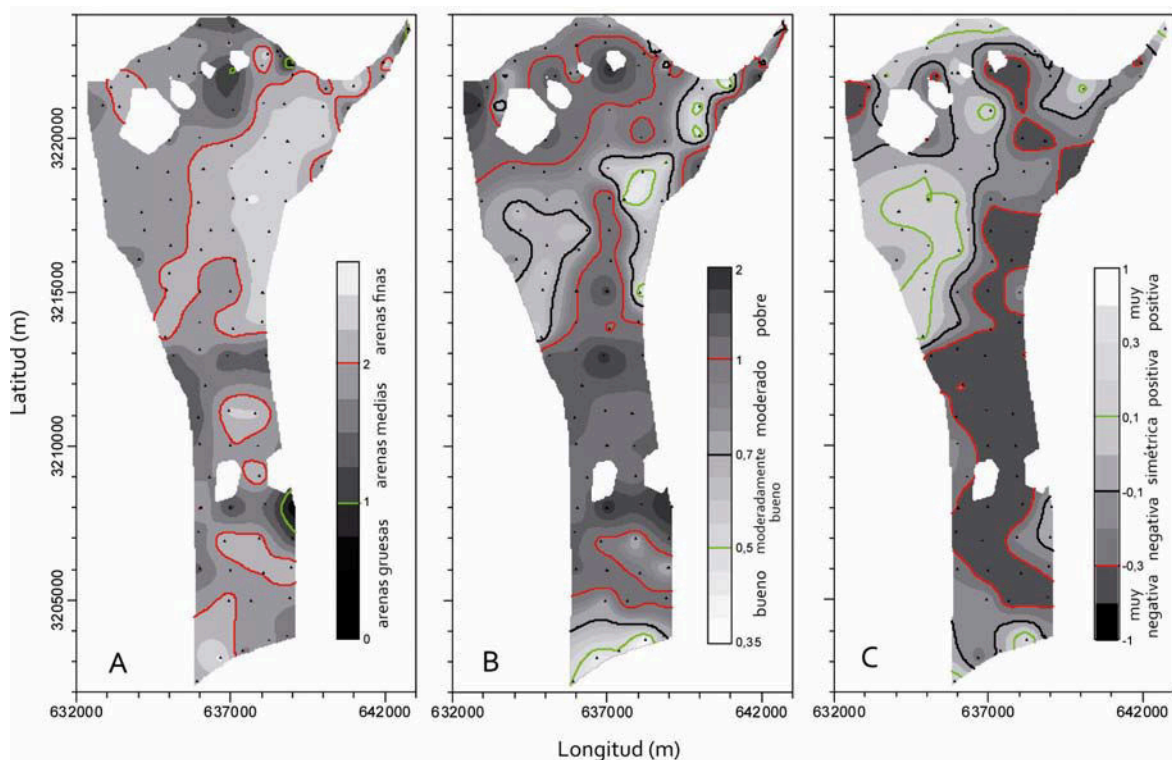 Latitud (m)
3220000
3215000
3210000
3205000
A
arenas finas
2
arenas medias
1
arenas gruesas
0
632000
637000
642000
B
2
pobre
1
moderado
0,7
moderadamente
bueno
0,5
bueno
0,35
632000
637000
642000
C
1
muy
positiva
0,3
positiva
0,1
simétrica
-0,1
negativa
-0,3
muy
negativa
-1
632000
637000
642000
Longitud (m)